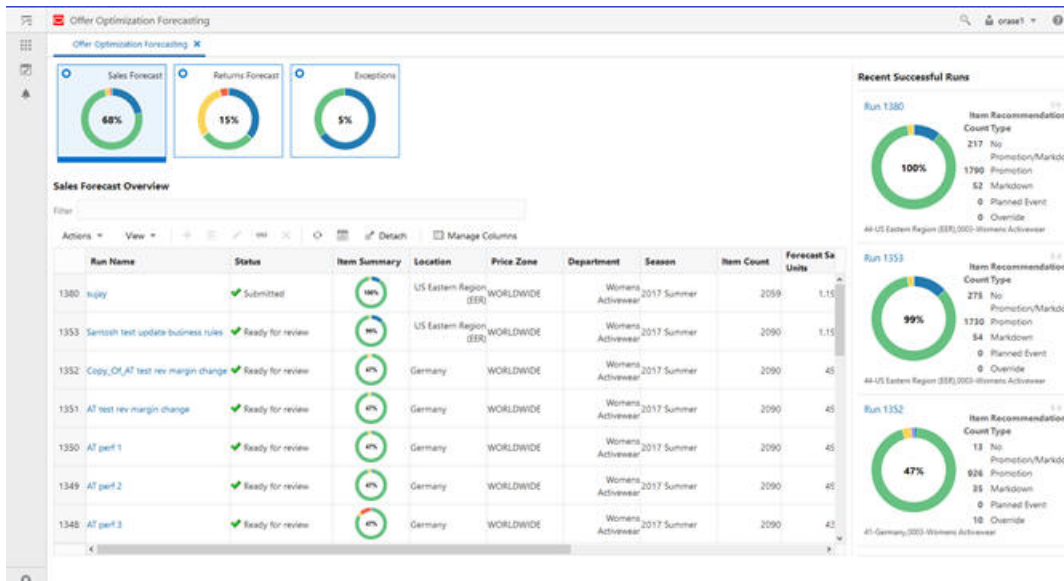 Offer Optimization Forecasting
orase1
Offer Optimization Forecasting
Sales Forecast
68%
Returns Forecast
15%
Exceptions
5%
Sales Forecast Overview
Filter
Actions View Detach Manage Columns
Run Name Status Item Summary Location Price Zone Department Season Item Count Forecast Sa
Units
1380 sujay Submitted 100% US Eastern Region (EER) WORLDWIDE Womens Activewear 2017 Summer 2059 1.15
1353 Santosh test update business rules Ready for review 99% US Eastern Region (EER) WORLDWIDE Womens Activewear 2017 Summer 2090 1.15
1352 Copy_Of_AT test rev margin change Ready for review 47% Germany WORLDWIDE Womens Activewear 2017 Summer 2090 45
1351 AT test rev margin change Ready for review 47% Germany WORLDWIDE Womens Activewear 2017 Summer 2090 45
1350 AT perf 1 Ready for review 47% Germany WORLDWIDE Womens Activewear 2017 Summer 2090 45
1349 AT perf 2 Ready for review 47% Germany WORLDWIDE Womens Activewear 2017 Summer 2090 45
1348 AT perf 3 Ready for review 47% Germany WORLDWIDE Womens Activewear 2017 Summer 2090 43
Recent Successful Runs
Run 1380
100%
Item Recommendation
Count Type
217 No
Promotion/Markdo
1790 Promotion
52 Markdown
0 Planned Event
0 Override
44-US Eastern Region (EER),0003-Womens Activewear
Run 1353
99%
Item Recommendation
Count Type
275 No
Promotion/Markdo
1730 Promotion
54 Markdown
0 Planned Event
0 Override
44-US Eastern Region (EER),0003-Womens Activewear
Run 1352
47%
Item Recommendation
Count Type
13 No
Promotion/Markdo
926 Promotion
35 Markdown
0 Planned Event
10 Override
41-Germany,0003-Womens Activewear